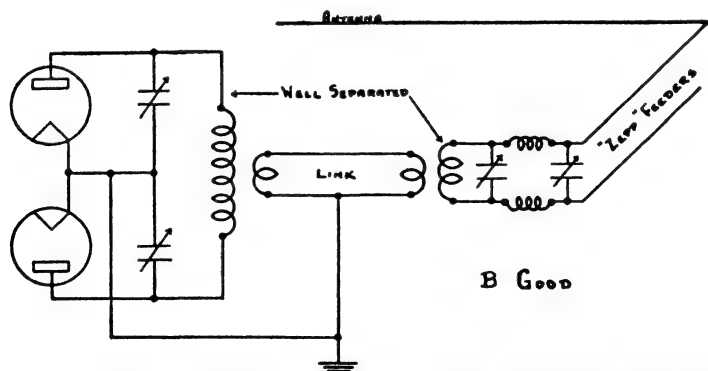 ANTENNA
WELL SEPARATED
"ZEPP" FEEDERS
LINK
B GOOD